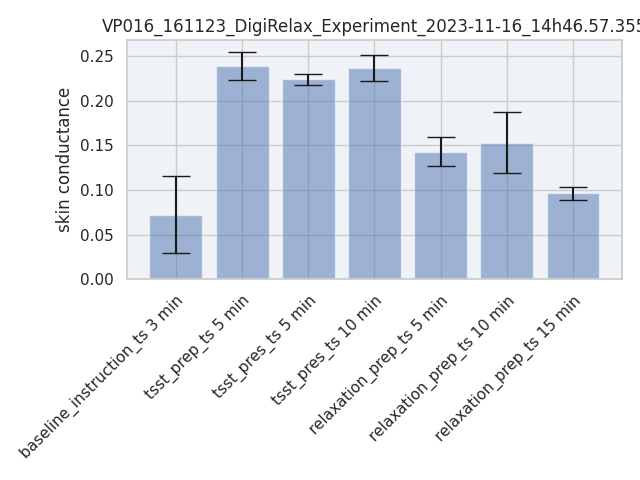 VP016_161123_DigiRelax_Experiment_2023-11-16_14h46.57.355
skin conductance
0.25
0.20
0.15
0.10
0.05
0.00
baseline_instruction_ts 3 min
tsst_prep_ts 5 min
tsst_pres_ts 5 min
tsst_pres_ts 10 min
relaxation_prep_ts 5 min
relaxation_prep_ts 10 min
relaxation_prep_ts 15 min